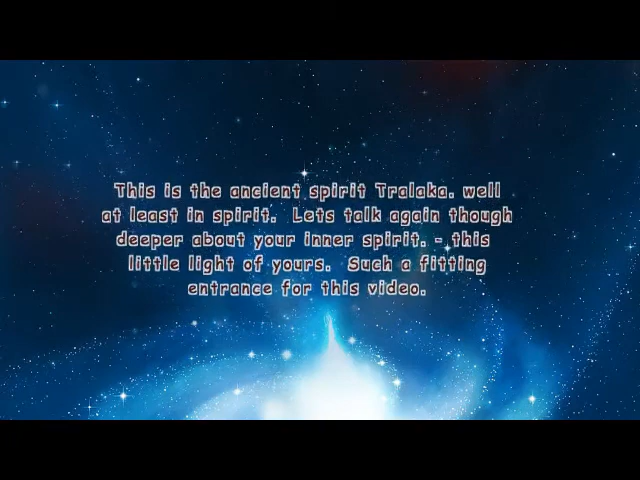 This is the ancient spirit Tralaka. well
at least in spirit. Lets talk again though
deeper about your inner spirit. - this
little light of yours. Such a fitting
entrance for this video.